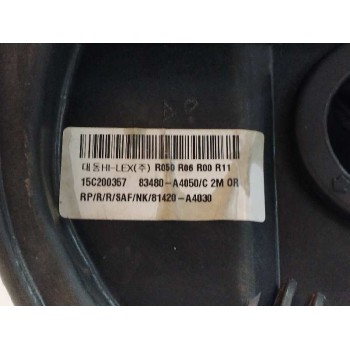 대동HI-LEX(주) R050 R06 R00 R11
15C200357 83480-A4050/C 2M OR
RP/R/R/SAF/NK/81420-A4030